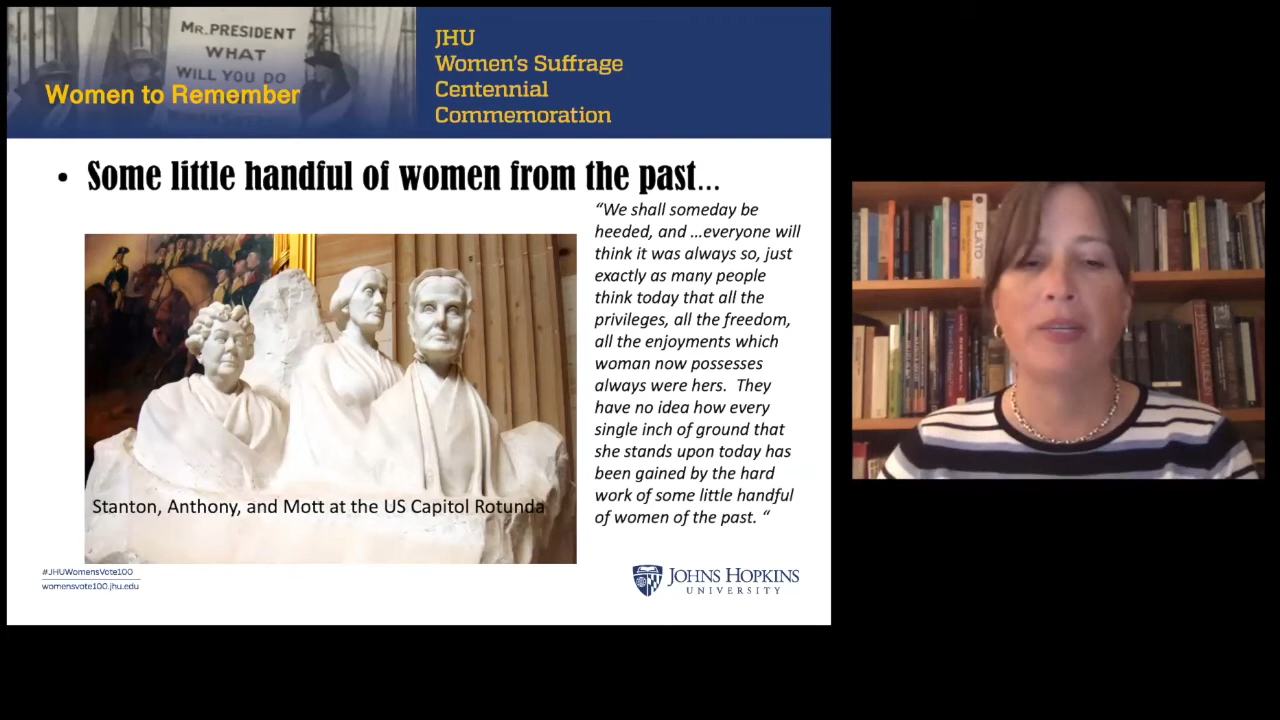 MR. PRESIDENT
WHAT
WILL YOU DO
Women to Remember
JHU
Women's Suffrage
Centennial
Commemoration
• Some little handful of women from the past...
"We shall someday be
heeded, and ...everyone will
think it was always so, just
exactly as many people
think today that all the
privileges, all the freedom,
all the enjoyments which
woman now possesses
always were hers.  They
have no idea how every
single inch of ground that
she stands upon today has
been gained by the hard
work of some little handful
of women of the past. "
Stanton, Anthony, and Mott at the US Capitol Rotunda
#JHUWomensVote100
womensvote100.jhu.edu
JOHNS HOPKINS
UNIVERSITY
PLATO